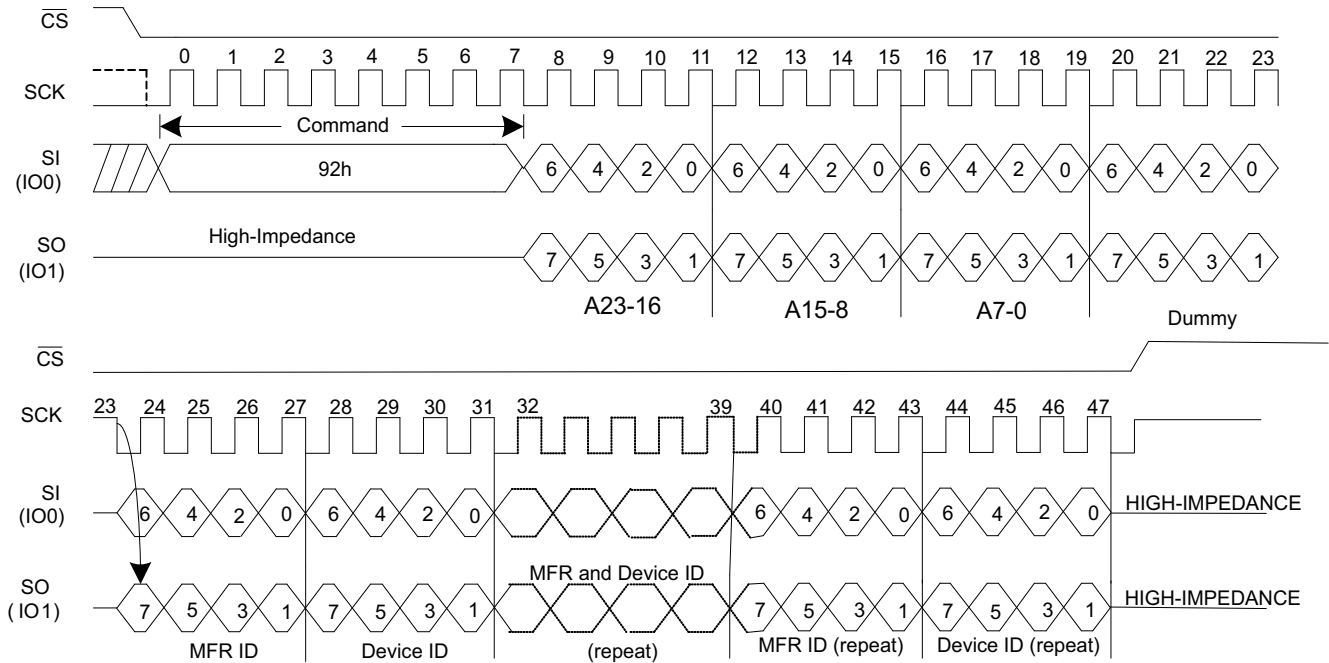 CS
0 1 2 3 4 5 6 7 8 9 10 11 12 13 14 15 16 17 18 19 20 21 22 23
SCK
Command
SI
(IO0)
92h
6 4 2 0 6 4 2 0 6 4 2 0 6 4 2 0
High-Impedance
SO
(IO1)
7 5 3 1 7 5 3 1 7 5 3 1 7 5 3 1
A23-16 A15-8 A7-0
Dummy
CS
SCK
23 24 25 26 27 28 29 30 31 32 39 40 41 42 43 44 45 46 47
SI
(IO0)
6 4 2 0 6 4 2 0 6 4 2 0 6 4 2 0
HIGH-IMPEDANCE
MFR and Device ID
SO
( IO1)
7 5 3 1 7 5 3 1 7 5 3 1 7 5 3 1
HIGH-IMPEDANCE
MFR ID Device ID (repeat) MFR ID (repeat) Device ID (repeat)